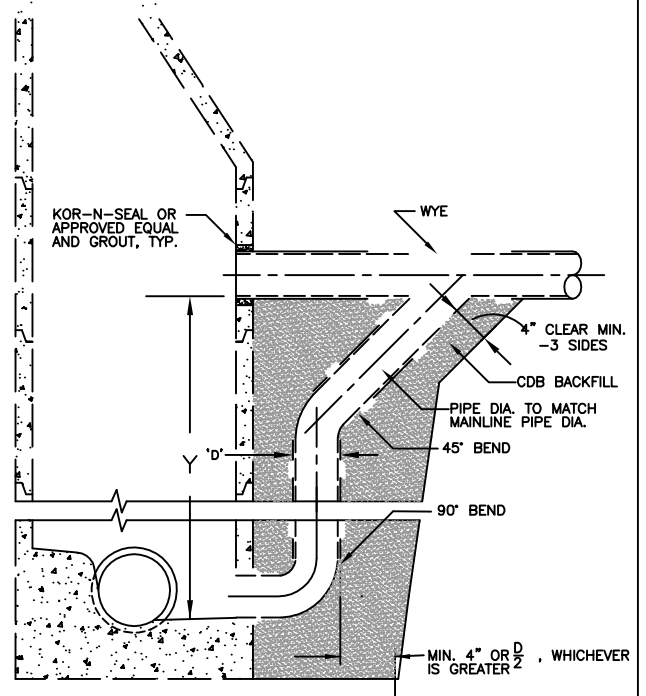 KOR-N-SEAL OR
APPROVED EQUAL
AND GROUT, TYP.
WYE
4" CLEAR MIN.
-3 SIDES
CDB BACKFILL
PIPE DIA. TO MATCH
MAINLINE PIPE DIA.
45° BEND
'D'
Y
90° BEND
MIN. 4" OR D/2 , WHICHEVER
IS GREATER